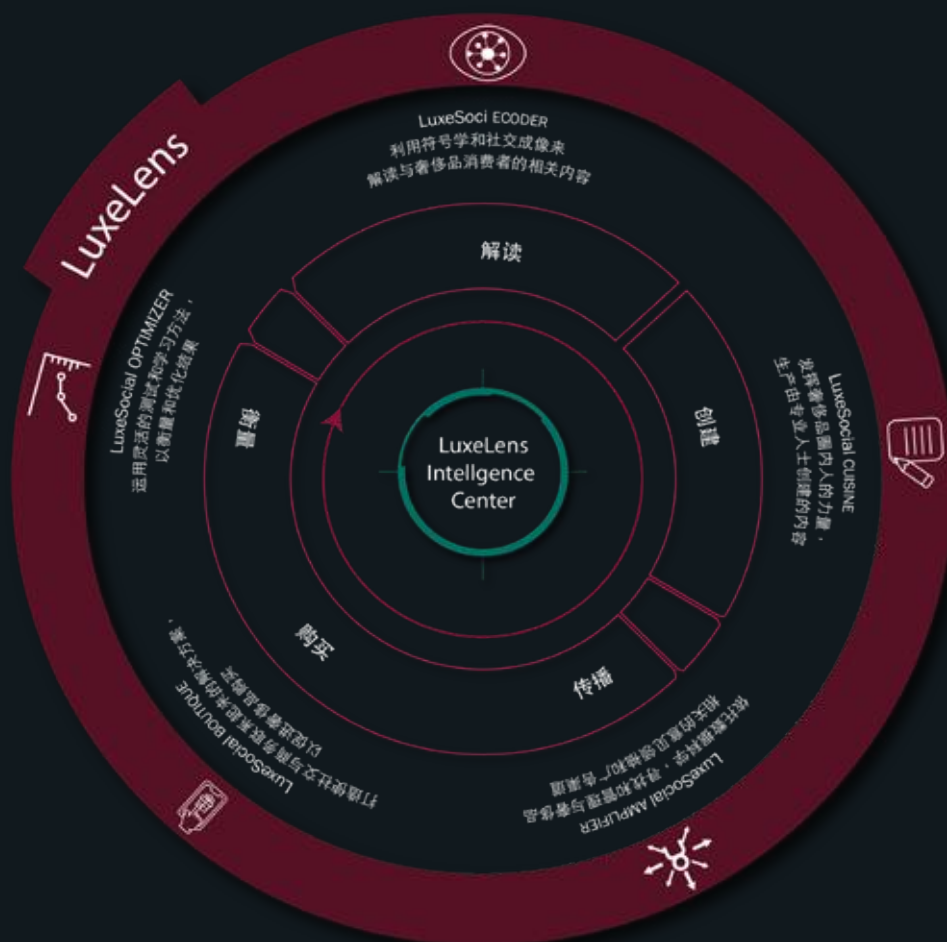 LuxeLens
LuxeSoci ECODER
利用符号学和社交成像来
解读与奢侈品消费者的相关内容
解读
LuxeSocial CUISINE
发挥奢侈品圈内人的力量，
生产由专业人士创建的内容
创建
LuxeSocial AMPLIFIER
依托数据科学，寻找和管理与奢侈品
相关的意见领袖和广告渠道
传播
LuxeSocial BOUTIQUE
打造使社交与商务联系起来的解决方案，
以促进奢侈品购买
购买
LuxeSocial OPTIMIZER
运用灵活的测试和学习方法，
以衡量和优化结果
衡量
LuxeLens
Intellgence
Center